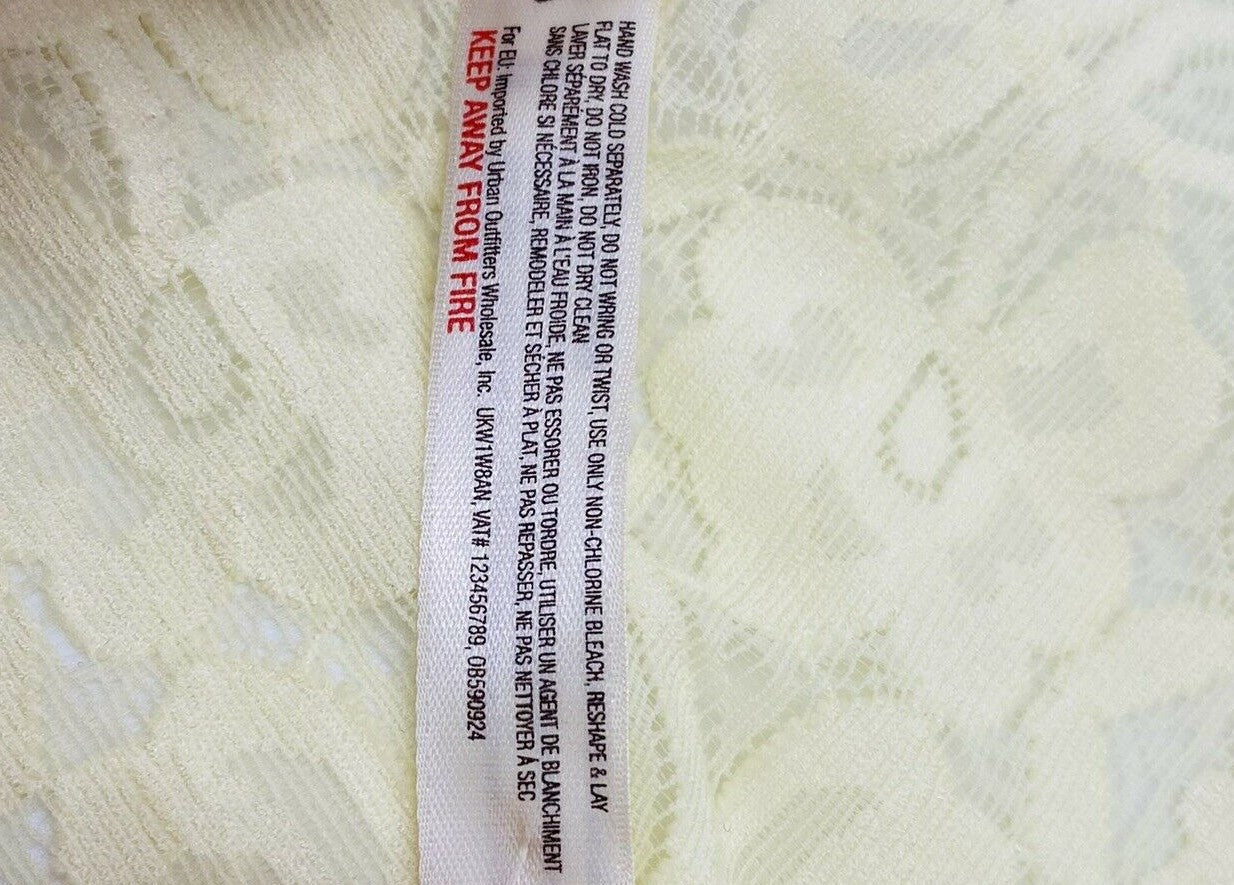 HAND WASH COLD SEPARATELY, DO NOT WRING OR TWIST, USE ONLY NON-CHLORINE BLEACH, RESHAPE & LAY
FLAT TO DRY, DO NOT IRON, DO NOT DRY CLEAN
LAVER SÉPARÉMENT À LA MAIN À L'EAU FROIDE, NE PAS ESSORER OU TORDRE, UTILISER UN AGENT DE BLANCHIMENT
SANS CHLORE SI NÉCESSAIRE, REMODELER ET SÉCHER À PLAT, NE PAS REPASSER, NE PAS NETTOYER À SEC
For EU: Imported by Urban Outfitters Wholesale, Inc. UKW1W8AN, VAT# 123456789, OB590924
KEEP AWAY FROM FIRE